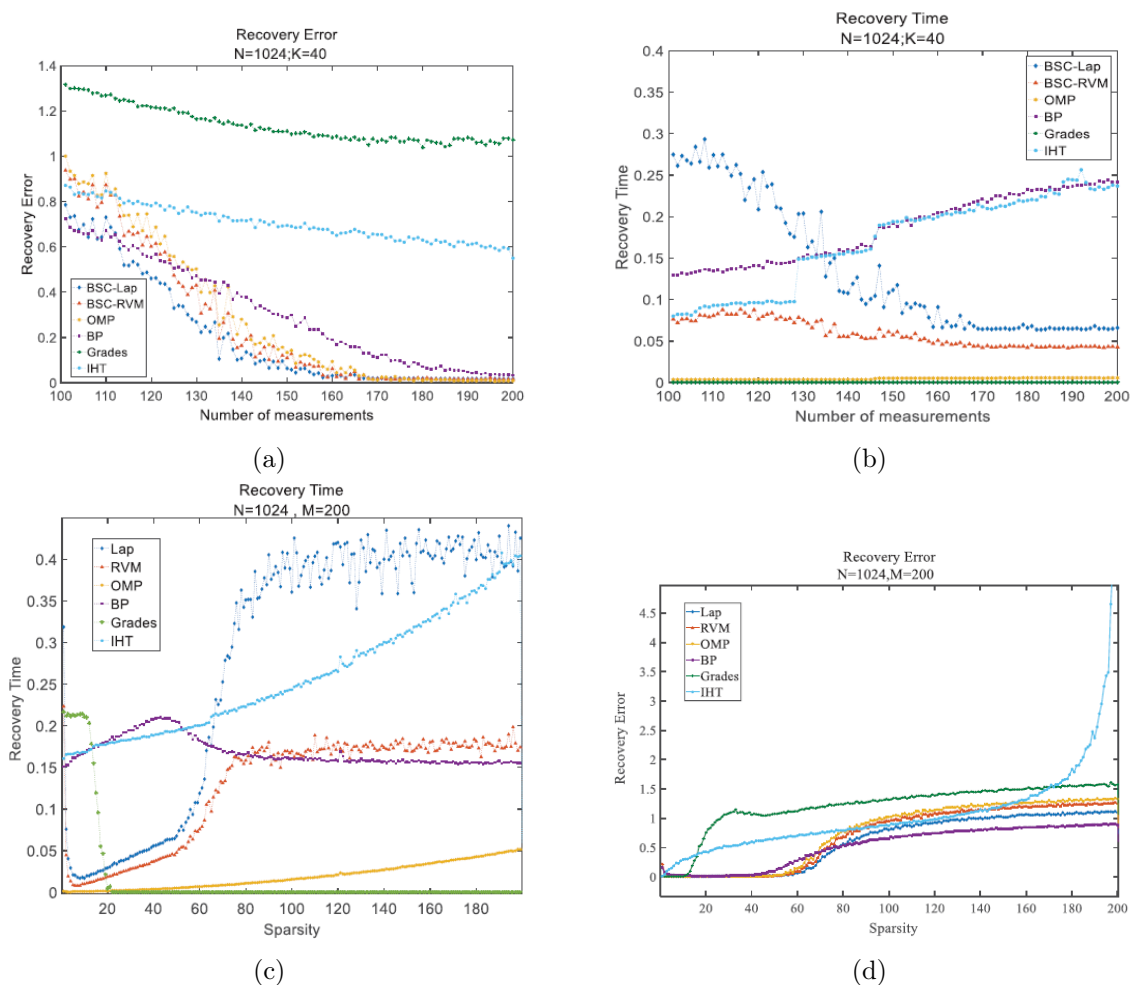 Recovery Error
N=1024;K=40
1.4
1.2
1
0.8
0.6
0.4
0.2
0
Recovery Error
BSC-Lap
BSC-RVM
OMP
BP
Grades
IHT
100 110 120 130 140 150 160 170 180 190 200
Number of measurements
(a)
Recovery Time
N=1024;K=40
0.4
0.35
0.3
0.25
0.2
0.15
0.1
0.05
0
Recovery Time
BSC-Lap
BSC-RVM
OMP
BP
Grades
IHT
100 110 120 130 140 150 160 170 180 190 200
Number of measurements
(b)
Recovery Time
N=1024 , M=200
0.4
0.35
0.3
0.25
0.2
0.15
0.1
0.05
0
Recovery Time
Lap
RVM
OMP
BP
Grades
IHT
20 40 60 80 100 120 140 160 180
Sparsity
(c)
Recovery Error
N=1024,M=200
4.5
4
3.5
3
2.5
2
1.5
1
0.5
0
Recovery Error
Lap
RVM
OMP
BP
Grades
IHT
20 40 60 80 100 120 140 160 180 200
Sparsity
(d)